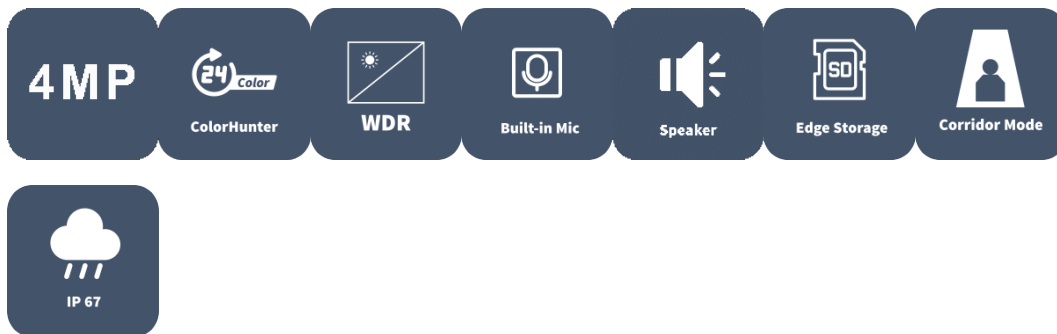 4MP
24 Color
ColorHunter
WDR
Built-in Mic
Speaker
SD
Edge Storage
Corridor Mode
IP 67